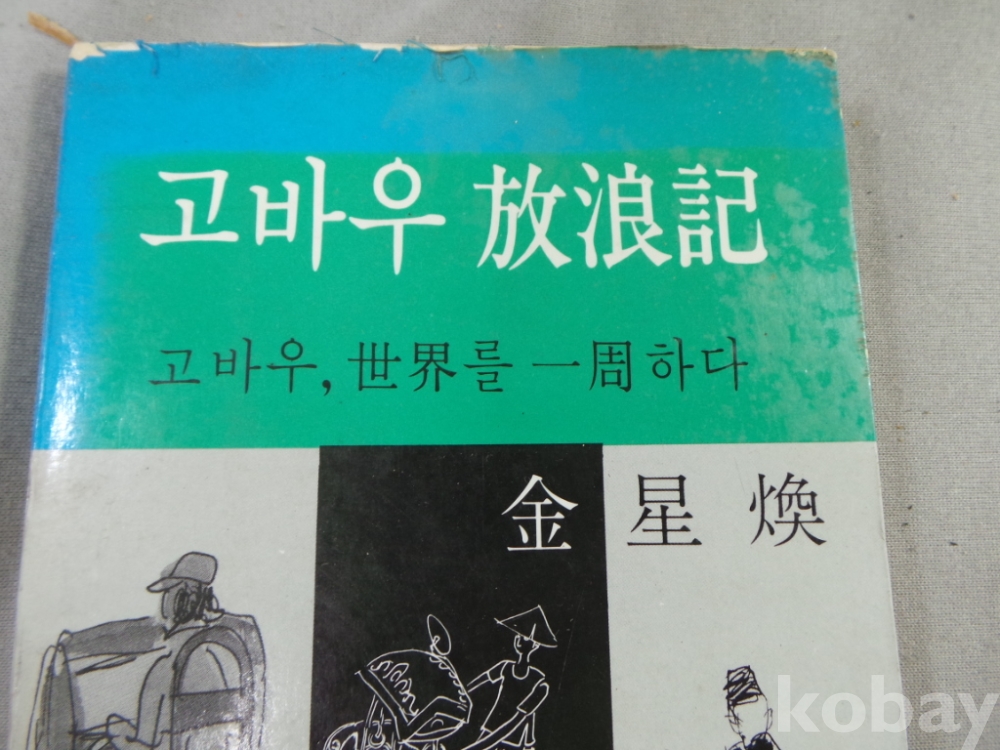 고바우 放浪記
고바우, 世界를 一周하다
金星煥
kobay